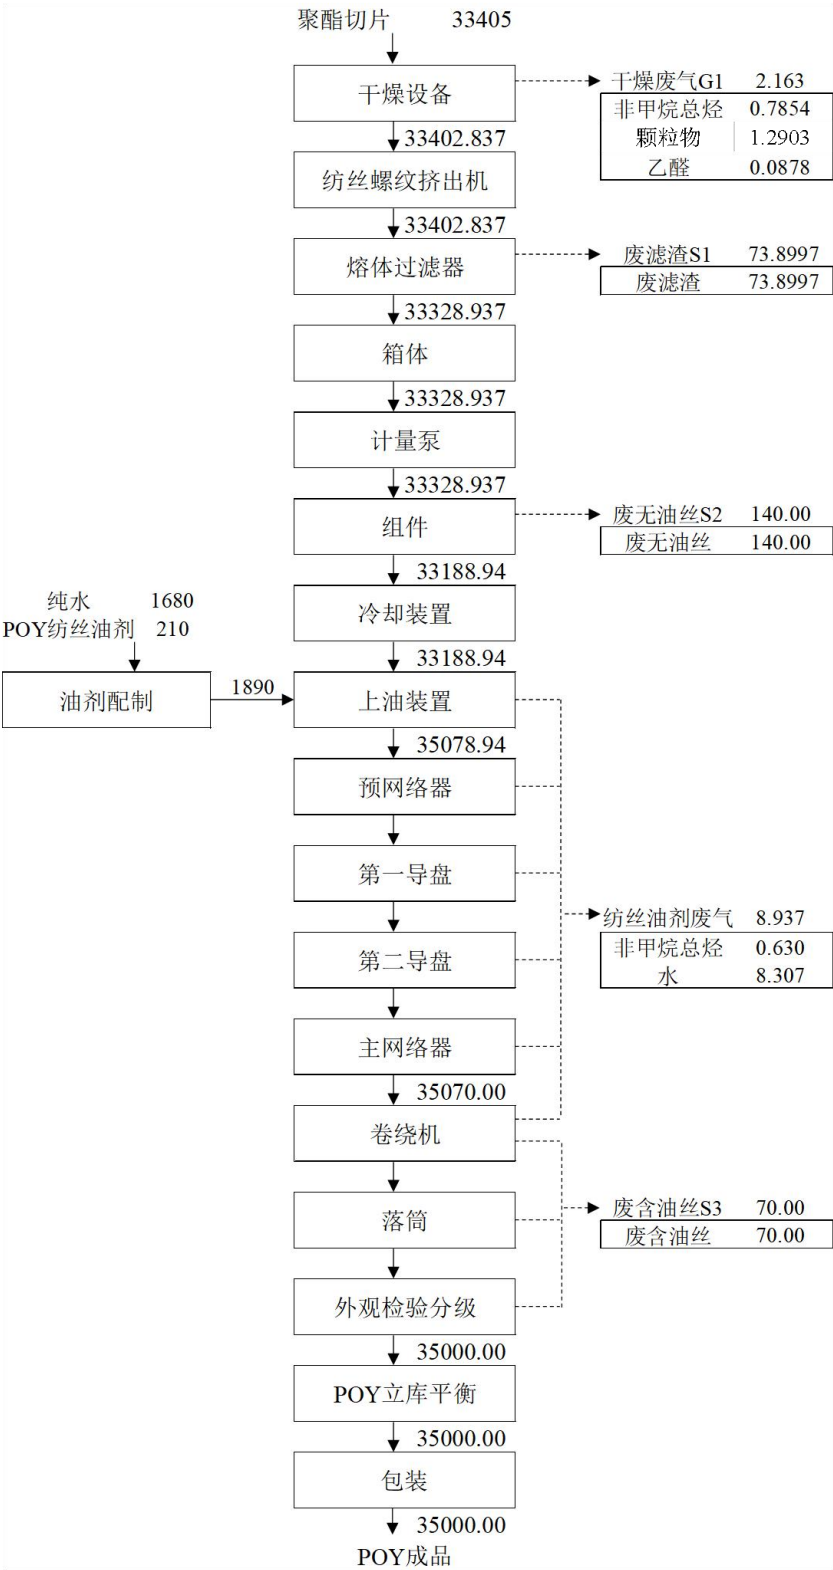 聚酯切片 33405
干燥设备
干燥废气G1 2.163
非甲烷总烃 0.7854
颗粒物 1.2903
乙醛 0.0878
33402.837
纺丝螺纹挤出机
33402.837
熔体过滤器
废滤渣S1 73.8997
废滤渣 73.8997
33328.937
箱体
33328.937
计量泵
33328.937
组件
废无油丝S2 140.00
废无油丝 140.00
33188.94
冷却装置
33188.94
纯水 1680
POY纺丝油剂 210
油剂配制
1890
上油装置
35078.94
预网络器
第一导盘
纺丝油剂废气 8.937
非甲烷总烃 0.630
水 8.307
第二导盘
主网络器
35070.00
卷绕机
落筒
废含油丝S3 70.00
废含油丝 70.00
外观检验分级
35000.00
POY立库平衡
35000.00
包装
35000.00
POY成品